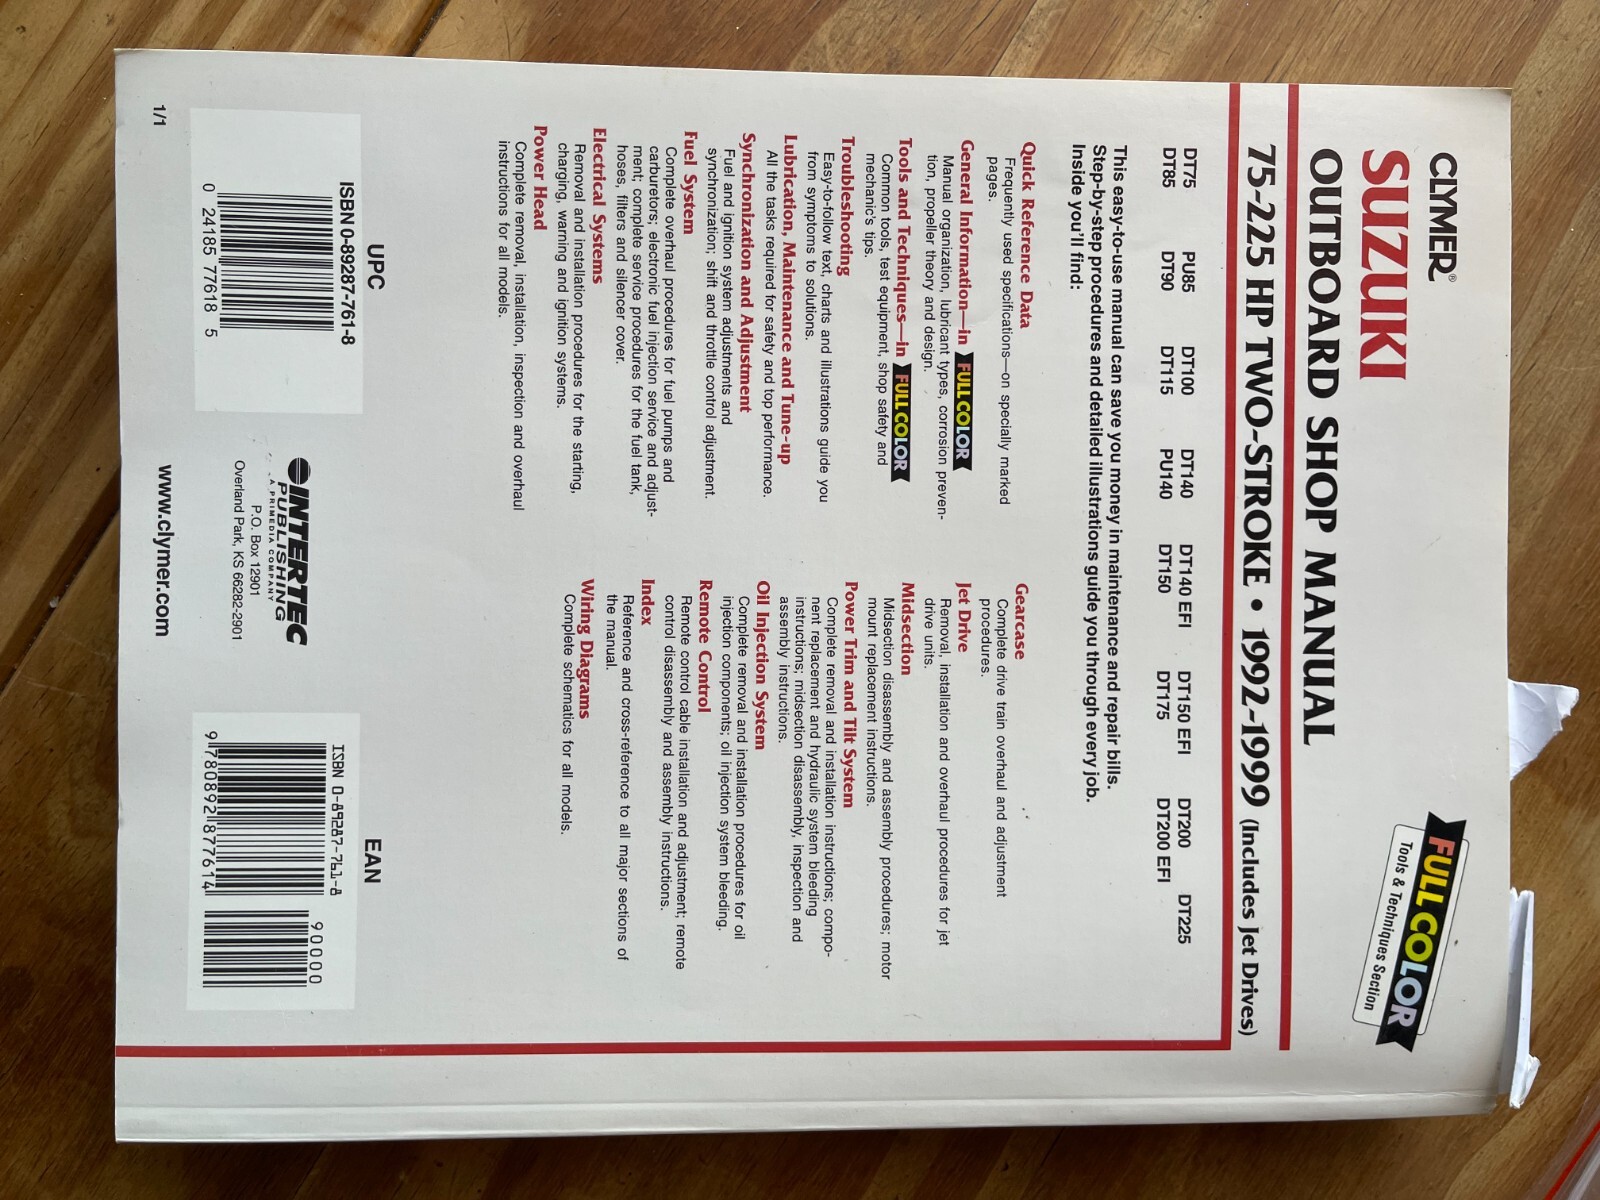 CLYMER®
SUZUKI
OUTBOARD SHOP MANUAL
75-225 HP TWO-STROKE • 1992-1999 (Includes Jet Drives)
FULL COLOR
Tools & Techniques Section
DT75 PU85 DT100 DT140 DT140 EFI DT150 EFI DT200 DT225
DT85 DT90 DT115 PU140 DT150 DT175 DT200 EFI
This easy-to-use manual can save you money in maintenance and repair bills.
Step-by-step procedures and detailed illustrations guide you through every job.
Inside you'll find:
Quick Reference Data
Frequently used specifications—on specially marked
pages.
General Information—in FULL COLOR
Manual organization, lubricant types, corrosion preven-
tion, propeller theory and design.
Tools and Techniques—in FULL COLOR
Common tools, test equipment, shop safety and
mechanic's tips.
Troubleshooting
Easy-to-follow text, charts and illustrations guide you
from symptoms to solutions.
Lubrication, Maintenance and Tune-up
All the tasks required for safety and top performance.
Synchronization and Adjustment
Fuel and ignition system adjustments and
synchronization; shift and throttle control adjustment.
Fuel System
Complete overhaul procedures for fuel pumps and
carburetors; electronic fuel injection service and adjust-
ment; complete service procedures for the fuel tank,
hoses, filters and silencer cover.
Electrical Systems
Removal and installation procedures for the starting,
charging, warning and ignition systems.
Power Head
Complete removal, installation, inspection and overhaul
instructions for all models.
Gearcase
Complete drive train overhaul and adjustment
procedures.
Jet Drive
Removal, installation and overhaul procedures for jet
drive units.
Midsection
Midsection disassembly and assembly procedures; motor
mount replacement instructions.
Power Trim and Tilt System
Complete removal and installation instructions; compo-
nent replacement and hydraulic system bleeding
instructions; midsection disassembly, inspection and
assembly instructions.
Oil Injection System
Complete removal and installation procedures for oil
injection components; oil injection system bleeding.
Remote Control
Remote control cable installation and adjustment; remote
control disassembly and assembly instructions.
Index
Reference and cross-reference to all major sections of
the manual.
Wiring Diagrams
Complete schematics for all models.
UPC
ISBN 0-89287-761-8
0 24185 77618 5
1/1
INTERTEC
PUBLISHING
A PRIMEDIA COMPANY
P.O. Box 12901
Overland Park, KS 66282-2901
www.clymer.com
EAN
ISBN 0-89287-761-8
90000
9 780892 877614